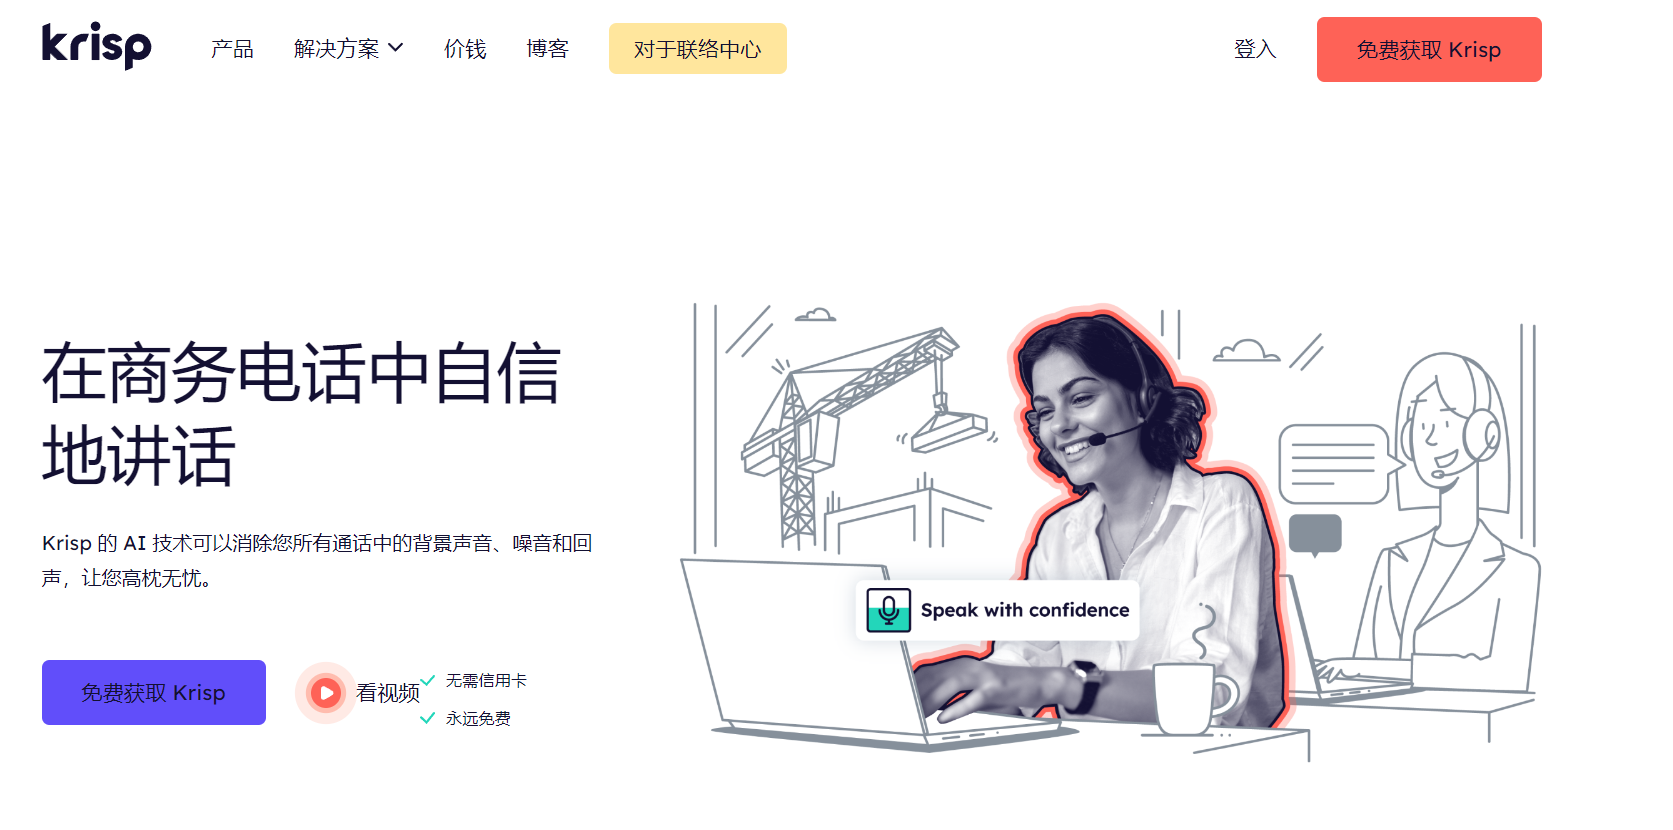 krisp
产品
解决方案
价钱
博客
对于联络中心
登入
免费获取 Krisp
在商务电话中自信
地讲话
Krisp 的 AI 技术可以消除您所有通话中的背景声音、噪音和回
声，让您高枕无忧。
免费获取 Krisp
看视频
无需信用卡
永远免费
Speak with confidence